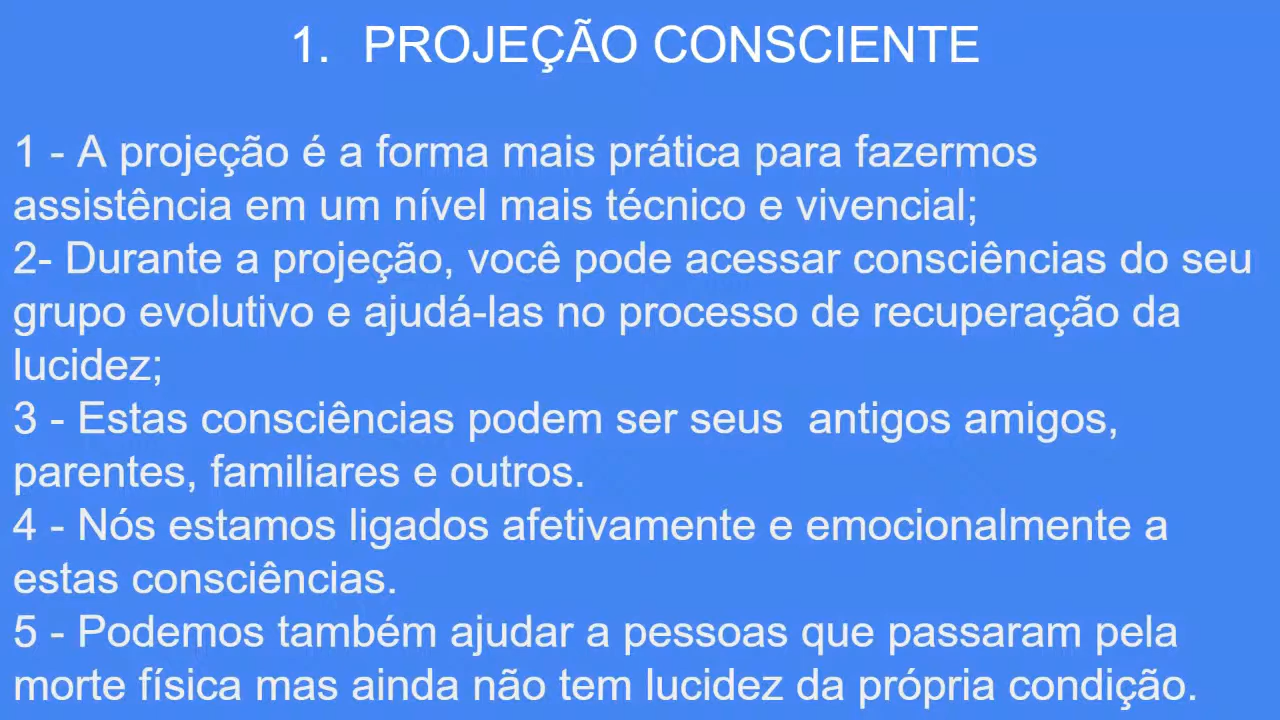 1. PROJEÇÃO CONSCIENTE
1 - A projeção é a forma mais prática para fazermos
assistência em um nível mais técnico e vivencial;
2- Durante a projeção, você pode acessar consciências do seu
grupo evolutivo e ajudá-las no processo de recuperação da
lucidez;
3 - Estas consciências podem ser seus  antigos amigos,
parentes, familiares e outros.
4 - Nós estamos ligados afetivamente e emocionalmente a
estas consciências.
5 - Podemos também ajudar a pessoas que passaram pela
morte física mas ainda não tem lucidez da própria condição.